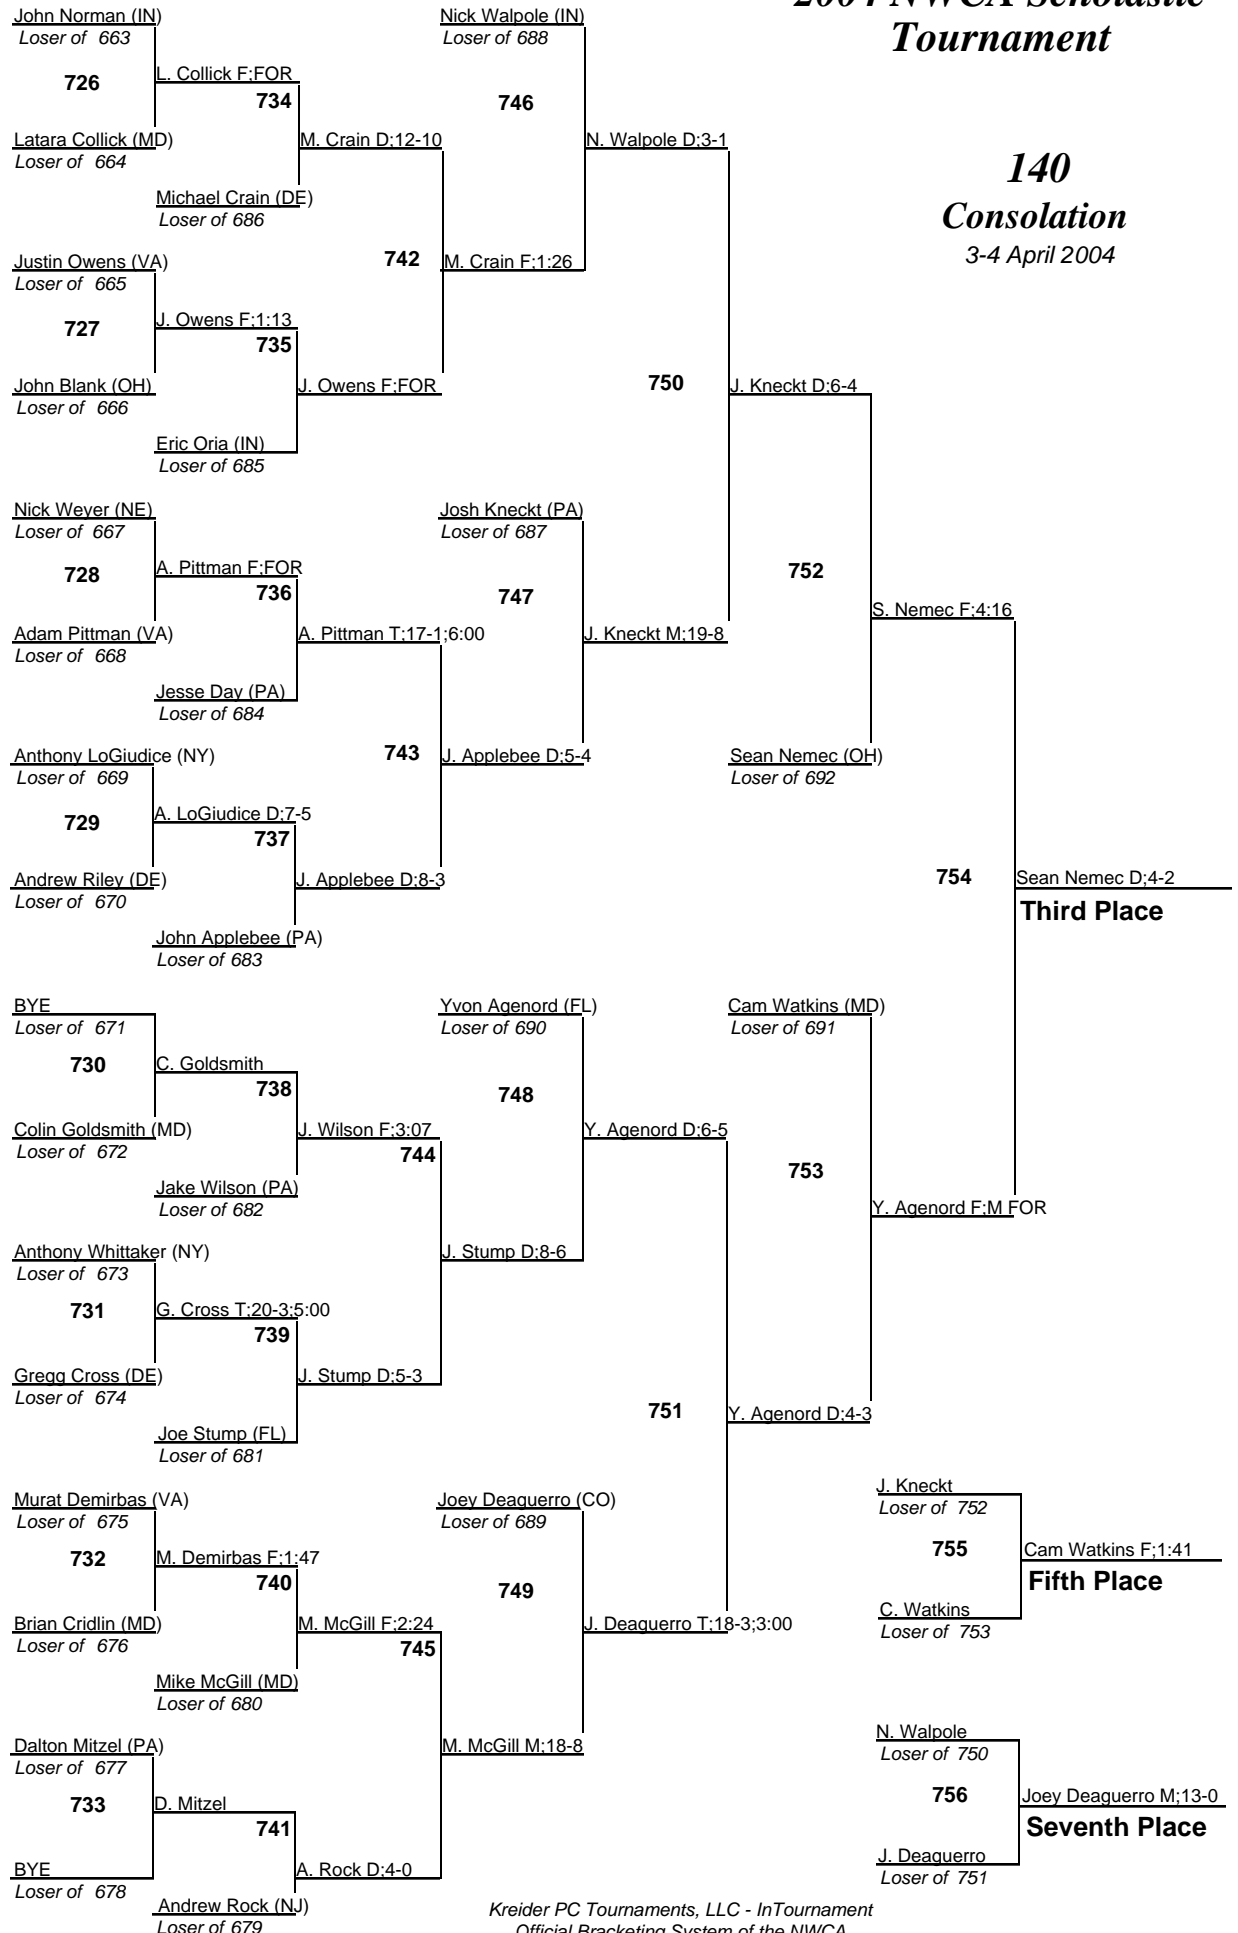 2004 NWCA Scholastic
Tournament
140
Consolation
3-4 April 2004
John Norman (IN)
Loser of 663
726
L. Collick F;FOR
734
Latara Collick (MD)
Loser of 664
M. Crain D;12-10
Michael Crain (DE)
Loser of 686
742
M. Crain F;1:26
Justin Owens (VA)
Loser of 665
727
J. Owens F;1:13
735
John Blank (OH)
Loser of 666
J. Owens F;FOR
Eric Oria (IN)
Loser of 685
Nick Weyer (NE)
Loser of 667
728
A. Pittman F;FOR
736
Adam Pittman (VA)
Loser of 668
A. Pittman T;17-1;6:00
Jesse Day (PA)
Loser of 684
743
J. Applebee D;5-4
Anthony LoGiudice (NY)
Loser of 669
729
A. LoGiudice D;7-5
737
Andrew Riley (DE)
Loser of 670
J. Applebee D;8-3
John Applebee (PA)
Loser of 683
BYE
Loser of 671
730
C. Goldsmith
738
Colin Goldsmith (MD)
Loser of 672
J. Wilson F;3:07
744
Jake Wilson (PA)
Loser of 682
J. Stump D;8-6
Anthony Whittaker (NY)
Loser of 673
731
G. Cross T;20-3;5:00
739
Gregg Cross (DE)
Loser of 674
J. Stump D;5-3
Joe Stump (FL)
Loser of 681
Murat Demirbas (VA)
Loser of 675
732
M. Demirbas F;1:47
740
Brian Cridlin (MD)
Loser of 676
M. McGill F;2:24
745
Mike McGill (MD)
Loser of 680
M. McGill M;18-8
Dalton Mitzel (PA)
Loser of 677
733
D. Mitzel
741
BYE
Loser of 678
A. Rock D;4-0
Andrew Rock (NJ)
Loser of 679
Nick Walpole (IN)
Loser of 688
746
N. Walpole D;3-1
750
J. Kneckt D;6-4
Josh Kneckt (PA)
Loser of 687
747
J. Kneckt M;19-8
752
S. Nemec F;4:16
Sean Nemec (OH)
Loser of 692
754
Sean Nemec D;4-2
Third Place
Yvon Agenord (FL)
Loser of 690
748
Y. Agenord D;6-5
Cam Watkins (MD)
Loser of 691
753
Y. Agenord F;M FOR
751
Y. Agenord D;4-3
Joey Deaguerro (CO)
Loser of 689
749
J. Deaguerro T;18-3;3:00
J. Kneckt
Loser of 752
755
Cam Watkins F;1:41
Fifth Place
C. Watkins
Loser of 753
N. Walpole
Loser of 750
756
Joey Deaguerro M;13-0
Seventh Place
J. Deaguerro
Loser of 751
Kreider PC Tournaments, LLC - InTournament
Official Bracketing System of the NWCA